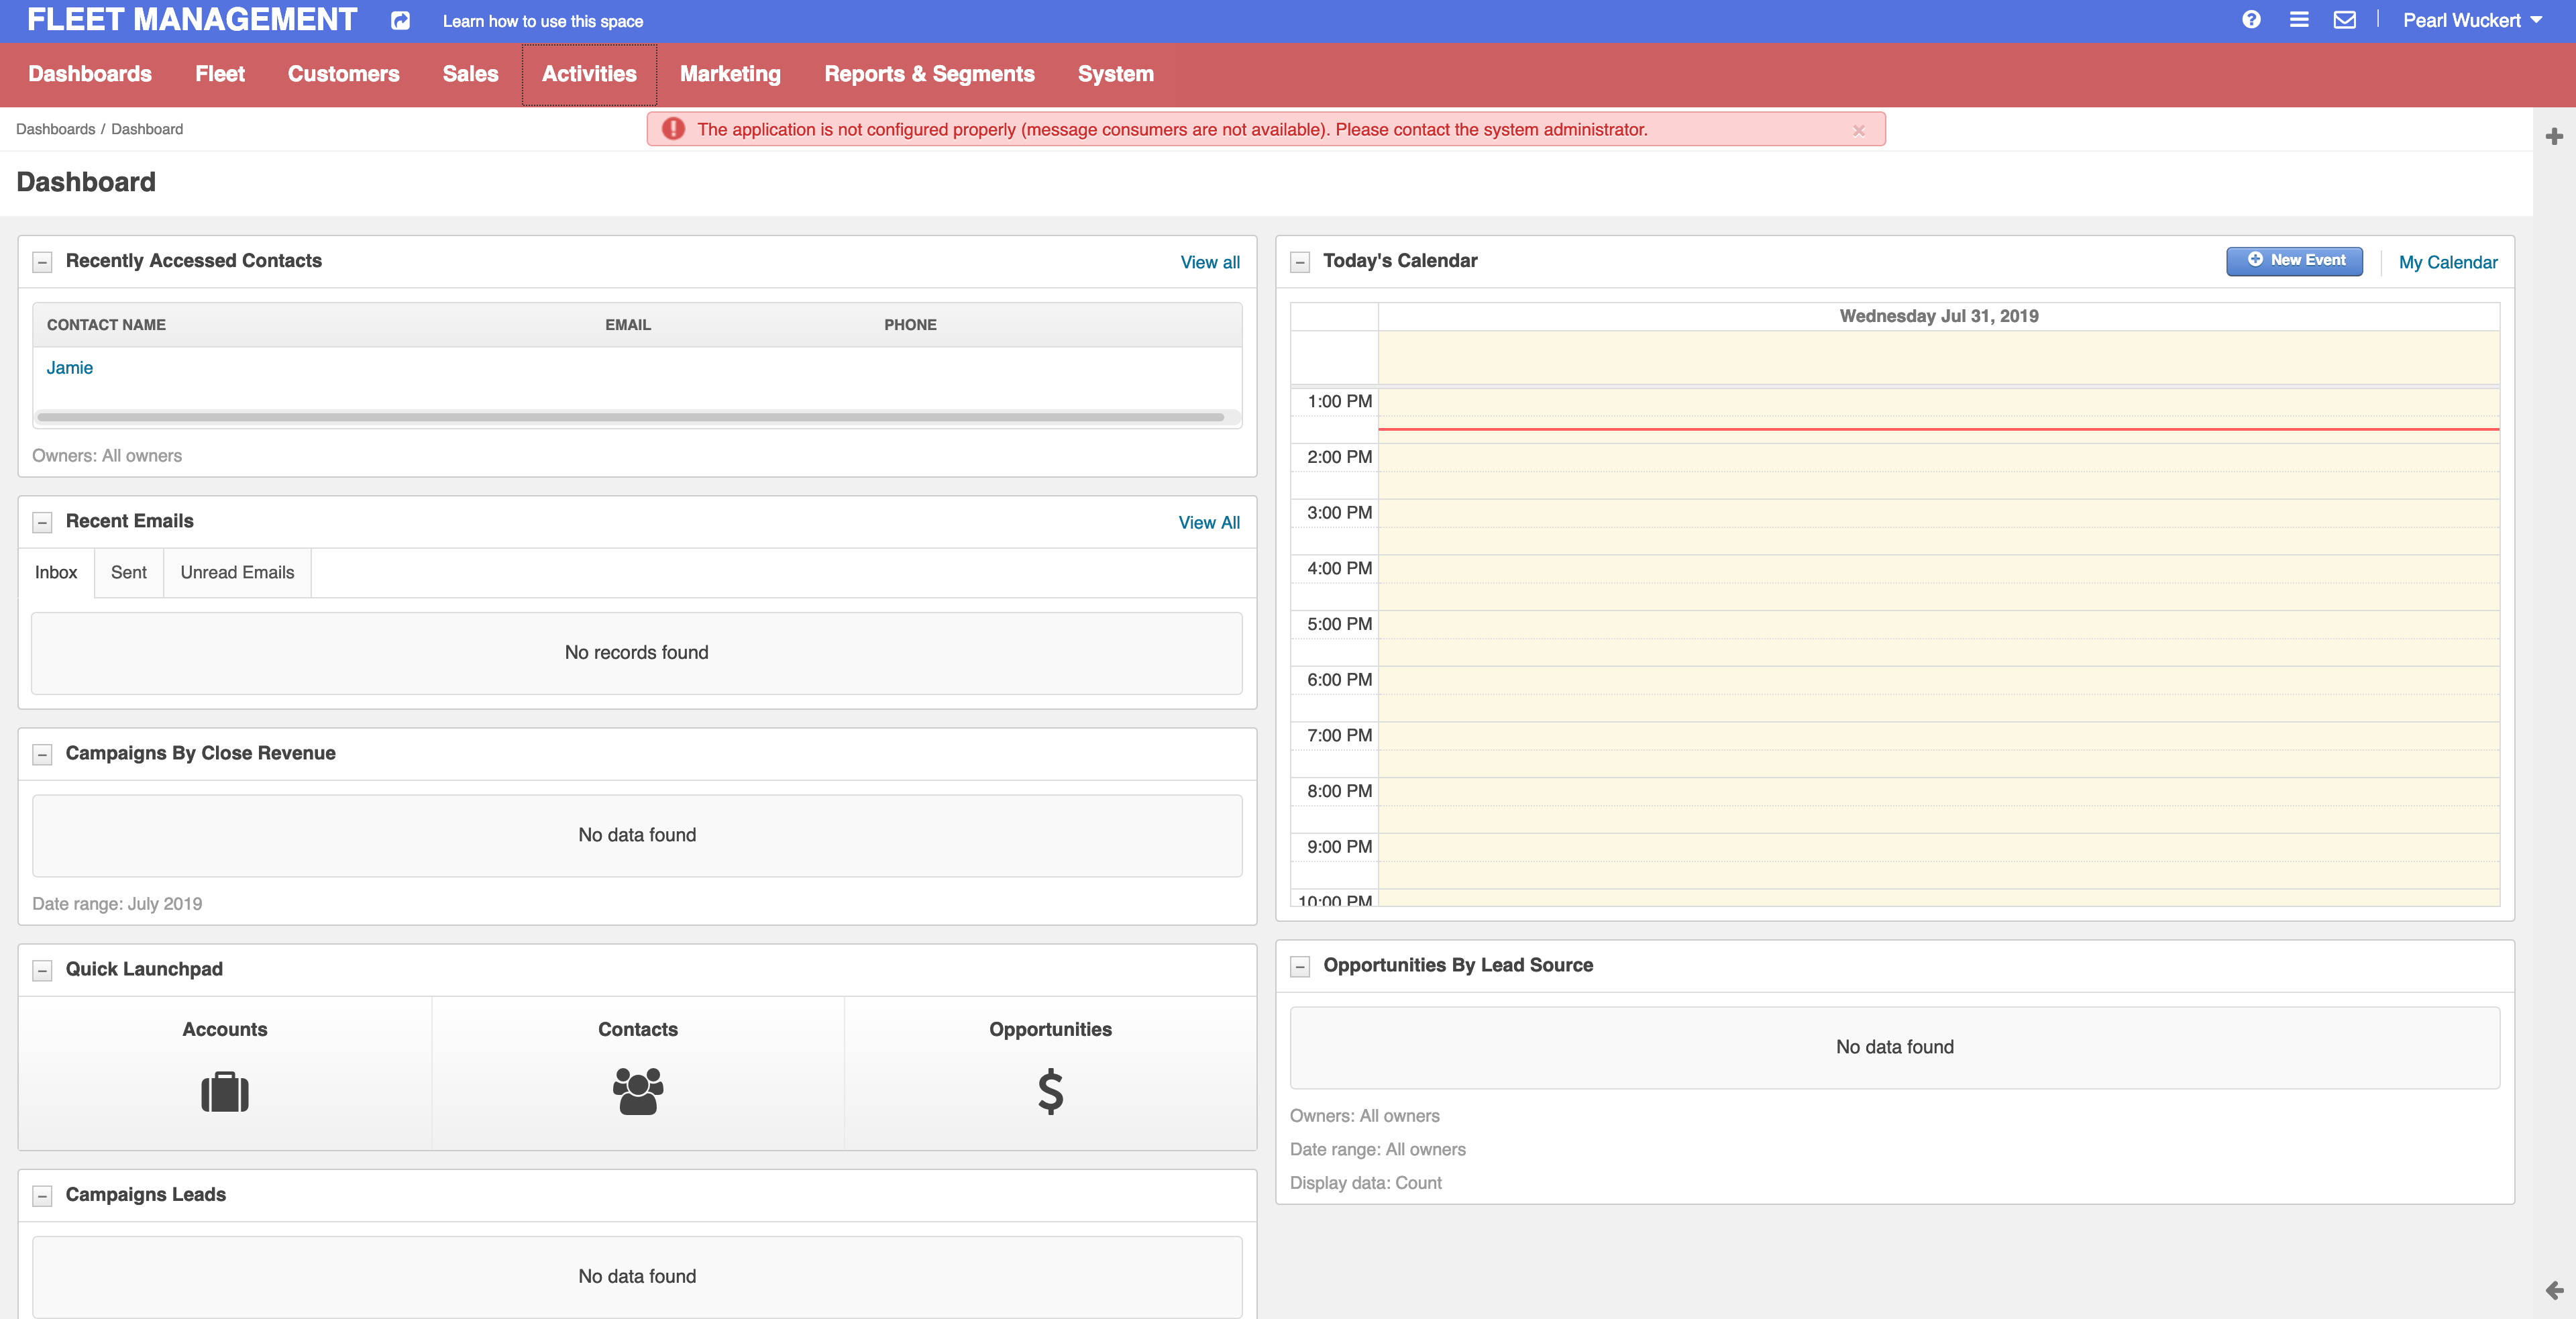 FLEET MANAGEMENT
Learn how to use this space
Pearl Wuckert
Dashboards
Fleet
Customers
Sales
Activities
Marketing
Reports & Segments
System
Dashboards / Dashboard
The application is not configured properly (message consumers are not available). Please contact the system administrator.
Dashboard
Recently Accessed Contacts
View all
CONTACT NAME
EMAIL
PHONE
Jamie
Owners: All owners
Recent Emails
View All
Inbox
Sent
Unread Emails
No records found
Campaigns By Close Revenue
No data found
Date range: July 2019
Quick Launchpad
Accounts
Contacts
Opportunities
Campaigns Leads
No data found
Today's Calendar
New Event
My Calendar
Wednesday Jul 31, 2019
1:00 PM
2:00 PM
3:00 PM
4:00 PM
5:00 PM
6:00 PM
7:00 PM
8:00 PM
9:00 PM
10:00 PM
Opportunities By Lead Source
No data found
Owners: All owners
Date range: All owners
Display data: Count